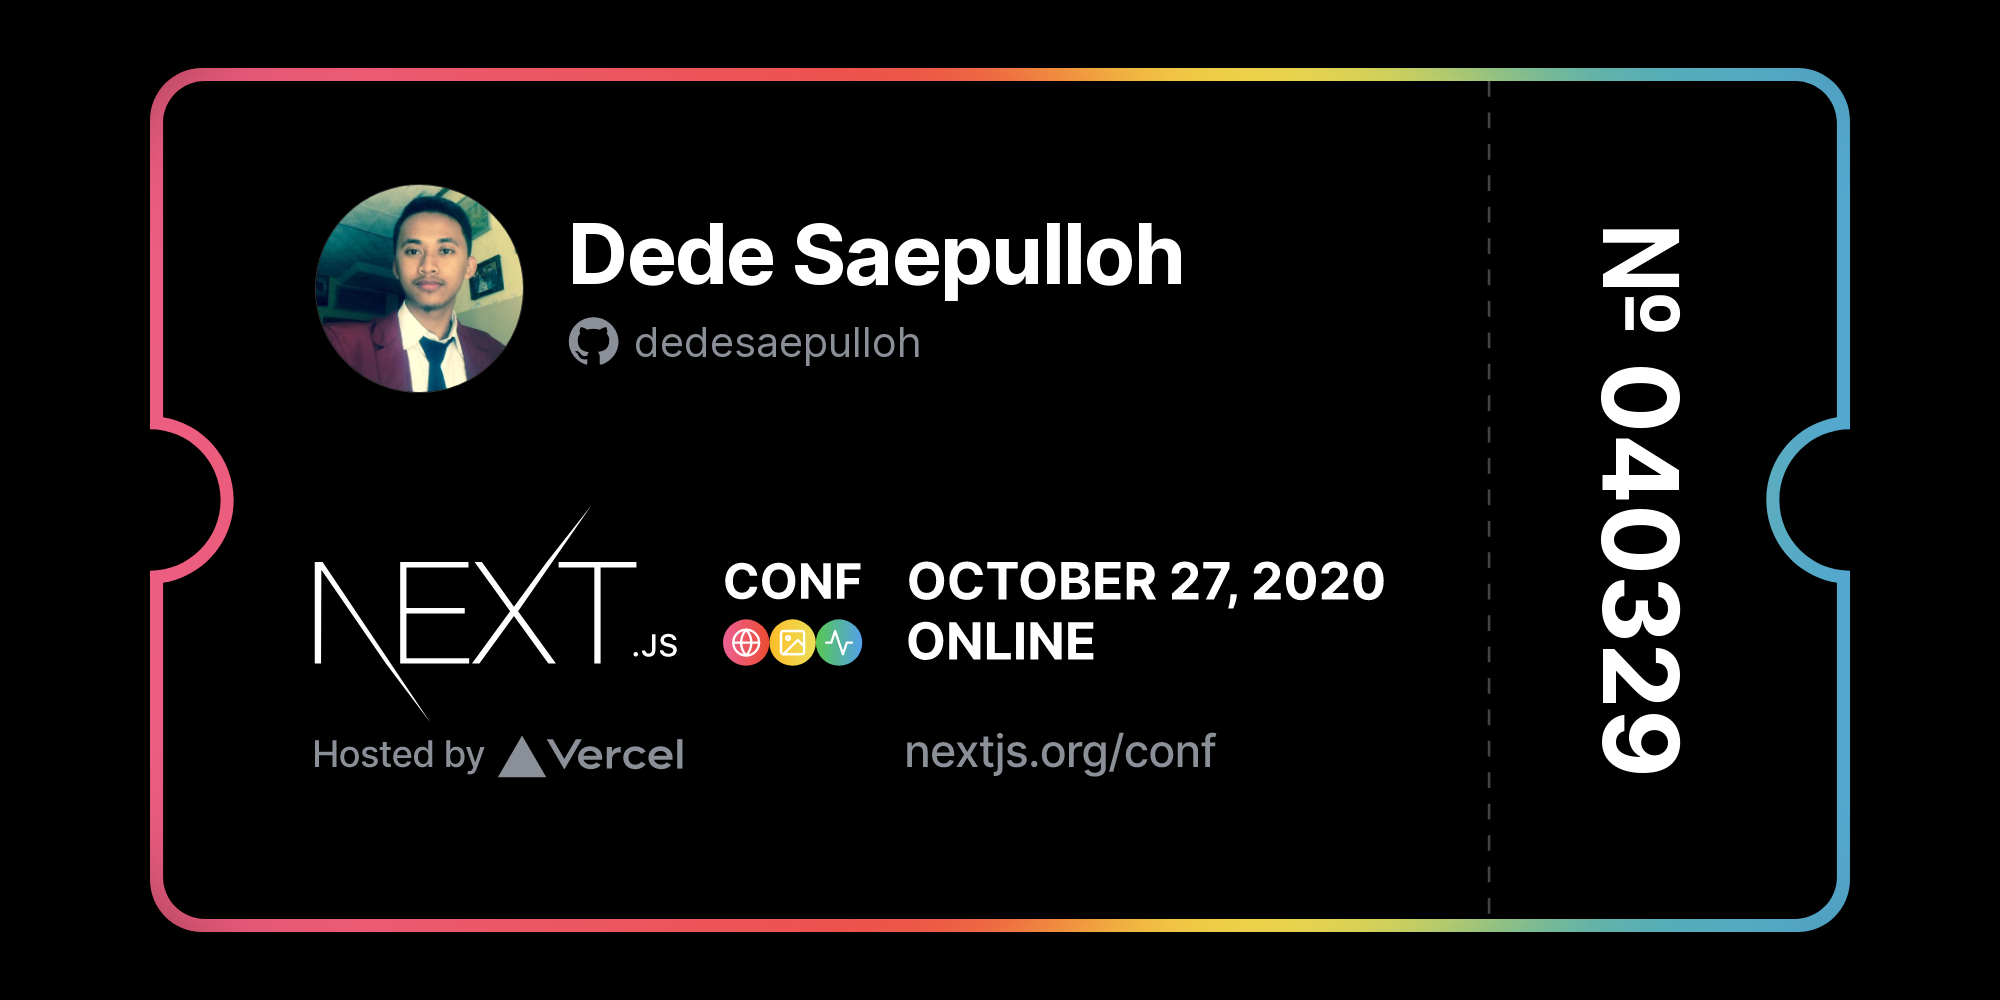 Dede Saepulloh
dedesaepulloh
NEXT.JS
CONF
OCTOBER 27, 2020
ONLINE
Hosted by Vercel
nextjs.org/conf
Nº 040329